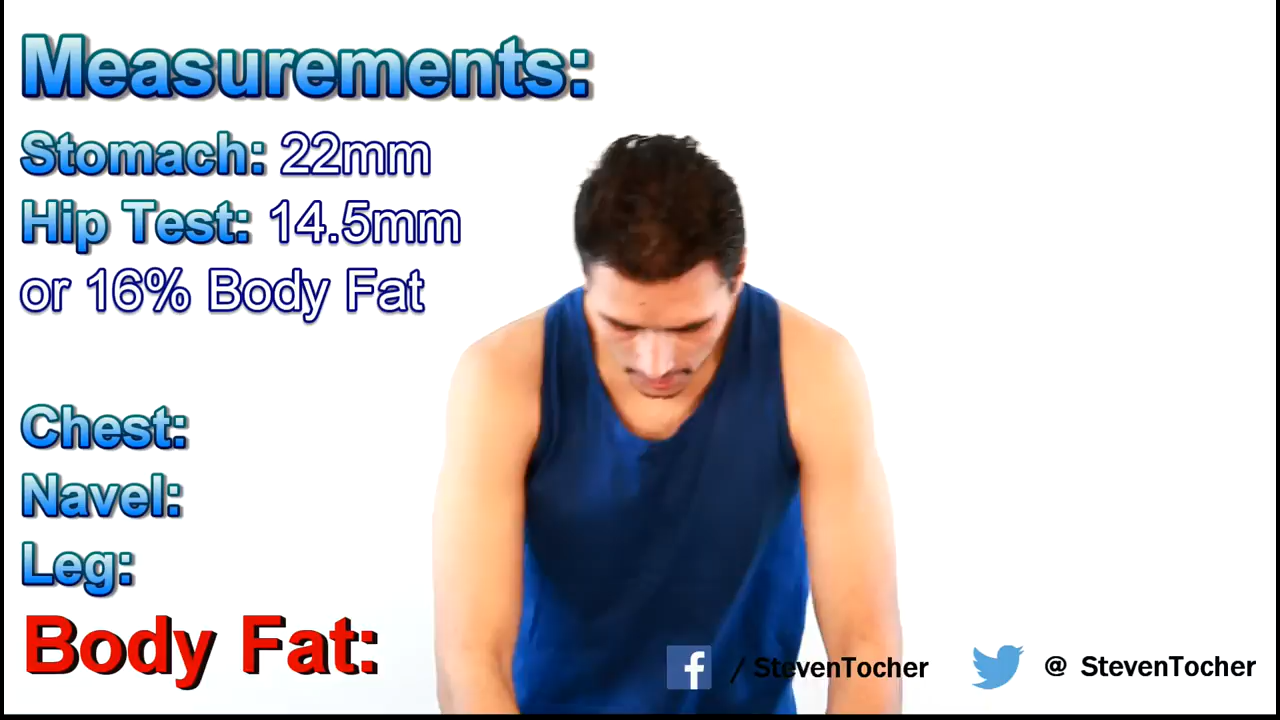 Measurements:
Stomach: 22mm
Hip Test: 14.5mm
or 16% Body Fat
Chest:
Navel:
Leg:
Body Fat:
f / StevenTocher
@ StevenTocher